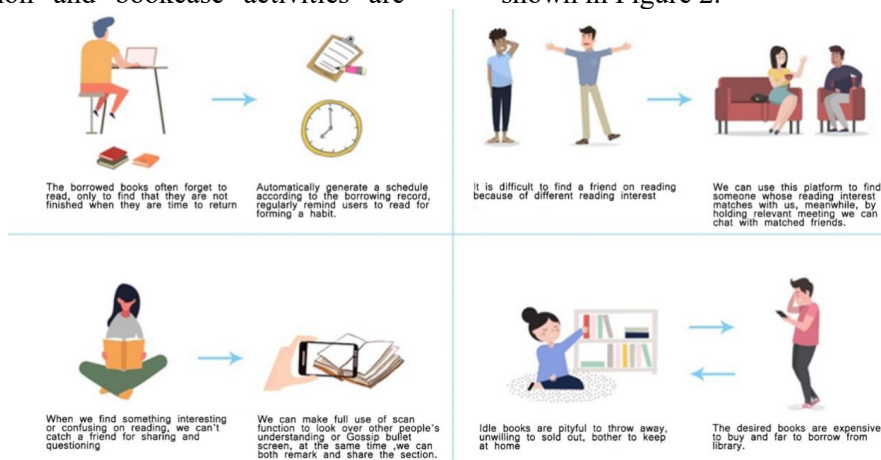 and bookcase activities are
shown in Figure 2.
The borrowed books often forget to
read, only to find that they are not
finished when they are time to return
Automatically generate a schedule
according to the borrowing record,
regularly remind users to read for
forming a habit.
It is difficult to find a friend on reading
because of different reading interest
We can use this platform to find
someone whose reading interest
matches with us, meanwhile, by
holding relevant meeting we can
chat with matched friends.
When we find something interesting
or confusing on reading, we can't
catch a friend for sharing and
questioning
We can make full use of scan
function to look over other people's
understanding or Gossip bullet
screen, at the same time ,we can
both remark and share the section.
Idle books are pityful to throw away,
unwilling to sold out, bother to keep
at home
The desired books are expensive
to buy and far to borrow from
library.